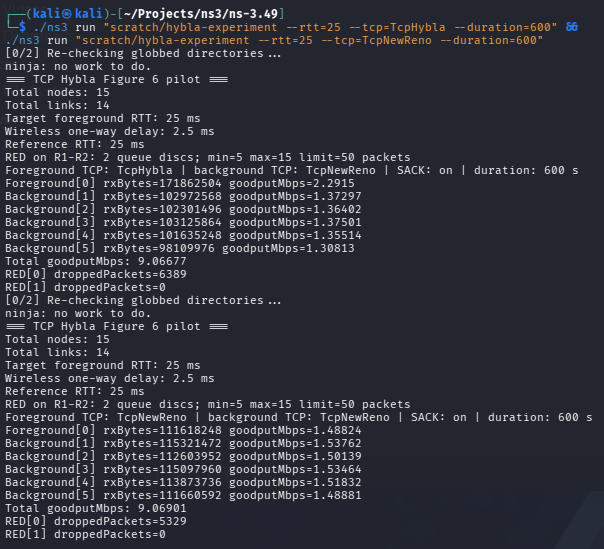 ┌──(kali㉿kali)-[~/Projects/ns3/ns-3.49]
└─$ ./ns3 run "scratch/hybla-experiment --rtt=25 --tcp=TcpHybla --duration=600" &&
./ns3 run "scratch/hybla-experiment --rtt=25 --tcp=TcpNewReno --duration=600"
[0/2] Re-checking globbed directories...
ninja: no work to do.
=== TCP Hybla Figure 6 pilot ===
Total nodes: 15
Total links: 14
Target foreground RTT: 25 ms
Wireless one-way delay: 2.5 ms
Reference RTT: 25 ms
RED on R1-R2: 2 queue discs; min=5 max=15 limit=50 packets
Foreground TCP: TcpHybla | background TCP: TcpNewReno | SACK: on | duration: 600 s
Foreground[0] rxBytes=171862504 goodputMbps=2.2915
Background[1] rxBytes=102972568 goodputMbps=1.37297
Background[2] rxBytes=102301496 goodputMbps=1.36402
Background[3] rxBytes=103125864 goodputMbps=1.37501
Background[4] rxBytes=101635248 goodputMbps=1.35514
Background[5] rxBytes=98109976 goodputMbps=1.30813
Total goodputMbps: 9.06677
RED[0] droppedPackets=6389
RED[1] droppedPackets=0
[0/2] Re-checking globbed directories...
ninja: no work to do.
=== TCP Hybla Figure 6 pilot ===
Total nodes: 15
Total links: 14
Target foreground RTT: 25 ms
Wireless one-way delay: 2.5 ms
Reference RTT: 25 ms
RED on R1-R2: 2 queue discs; min=5 max=15 limit=50 packets
Foreground TCP: TcpNewReno | background TCP: TcpNewReno | SACK: on | duration: 600 s
Foreground[0] rxBytes=111618248 goodputMbps=1.48824
Background[1] rxBytes=115321472 goodputMbps=1.53762
Background[2] rxBytes=112603952 goodputMbps=1.50139
Background[3] rxBytes=115097960 goodputMbps=1.53464
Background[4] rxBytes=113873736 goodputMbps=1.51832
Background[5] rxBytes=111660592 goodputMbps=1.48881
Total goodputMbps: 9.06901
RED[0] droppedPackets=5329
RED[1] droppedPackets=0